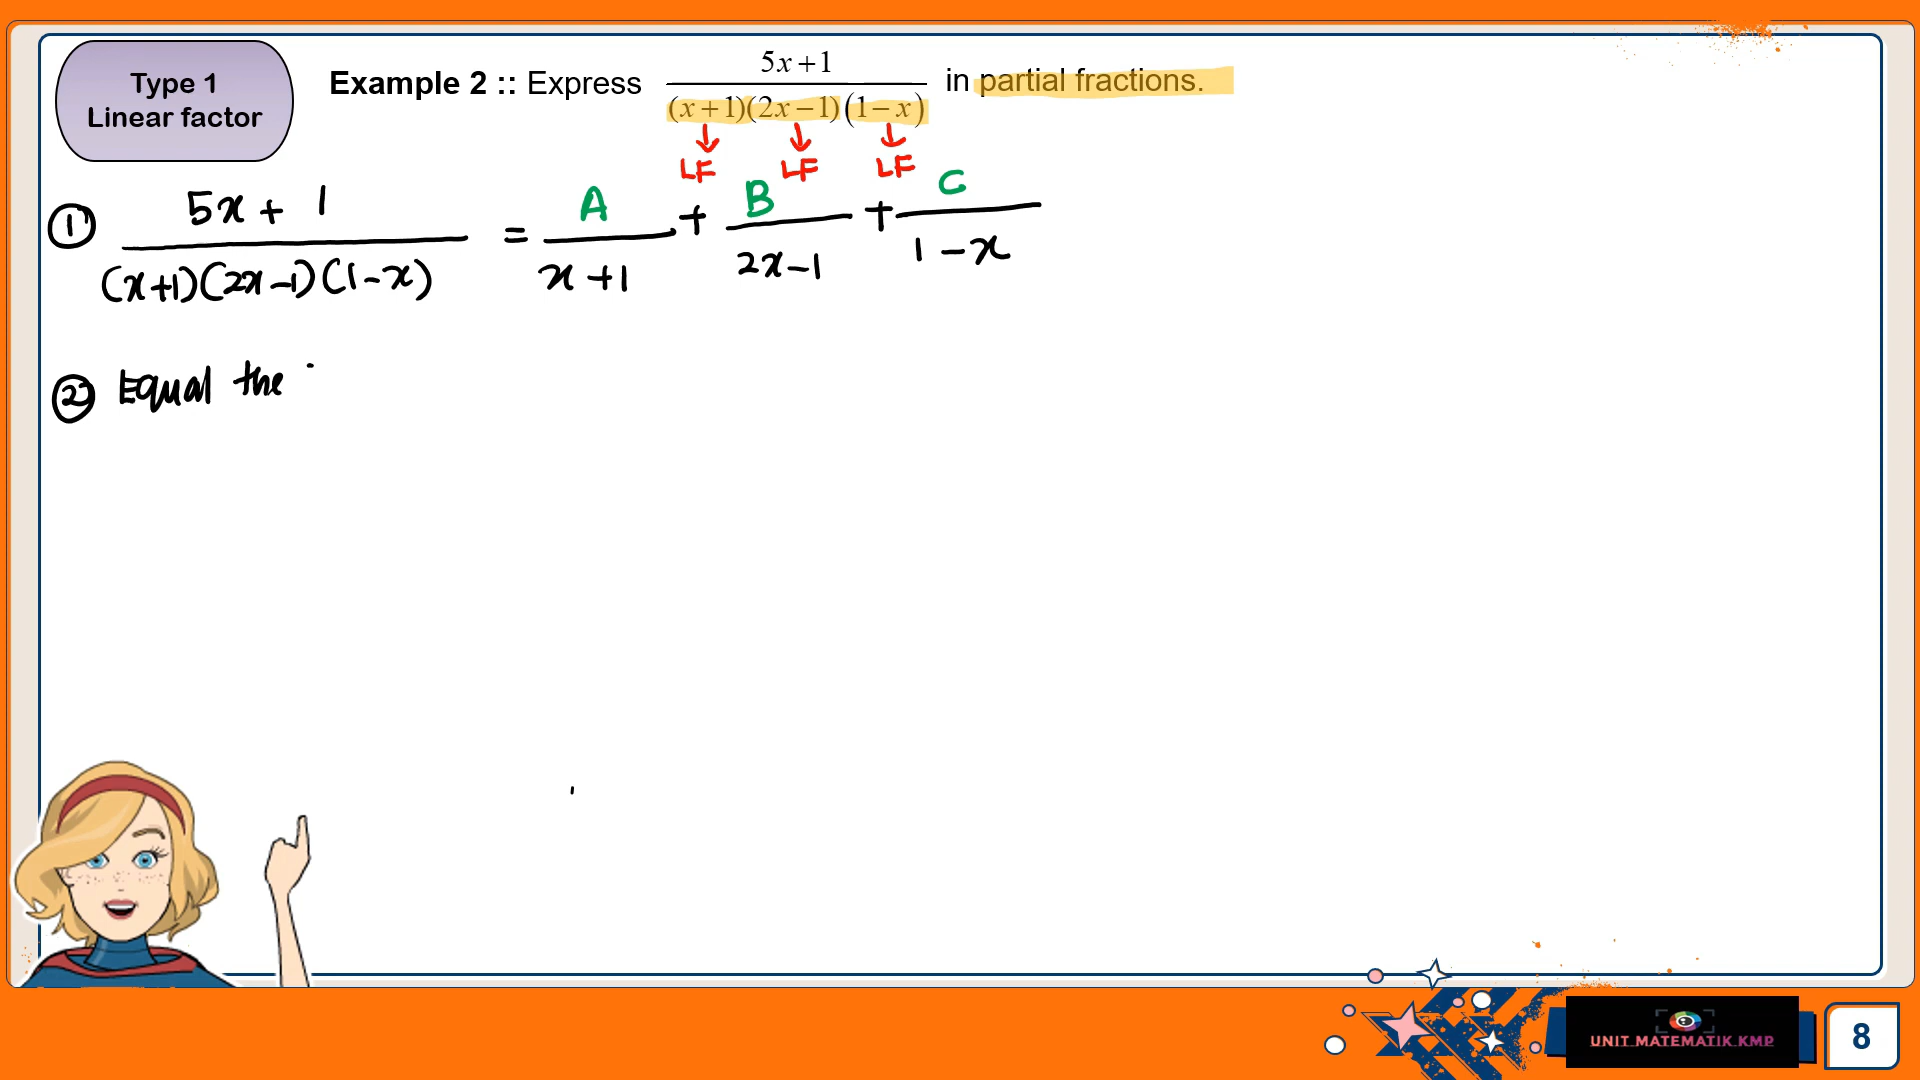 Type 1
Linear factor
Example 2 :: Express 5x+1 / (x+1)(2x−1)(1−x) in partial fractions.
LF LF LF
① 5x + 1 / (x+1)(2x−1)(1−x) = A / x+1 + B / 2x−1 + C / 1−x
② Equal the
UNIT MATEMATIK KMP
8